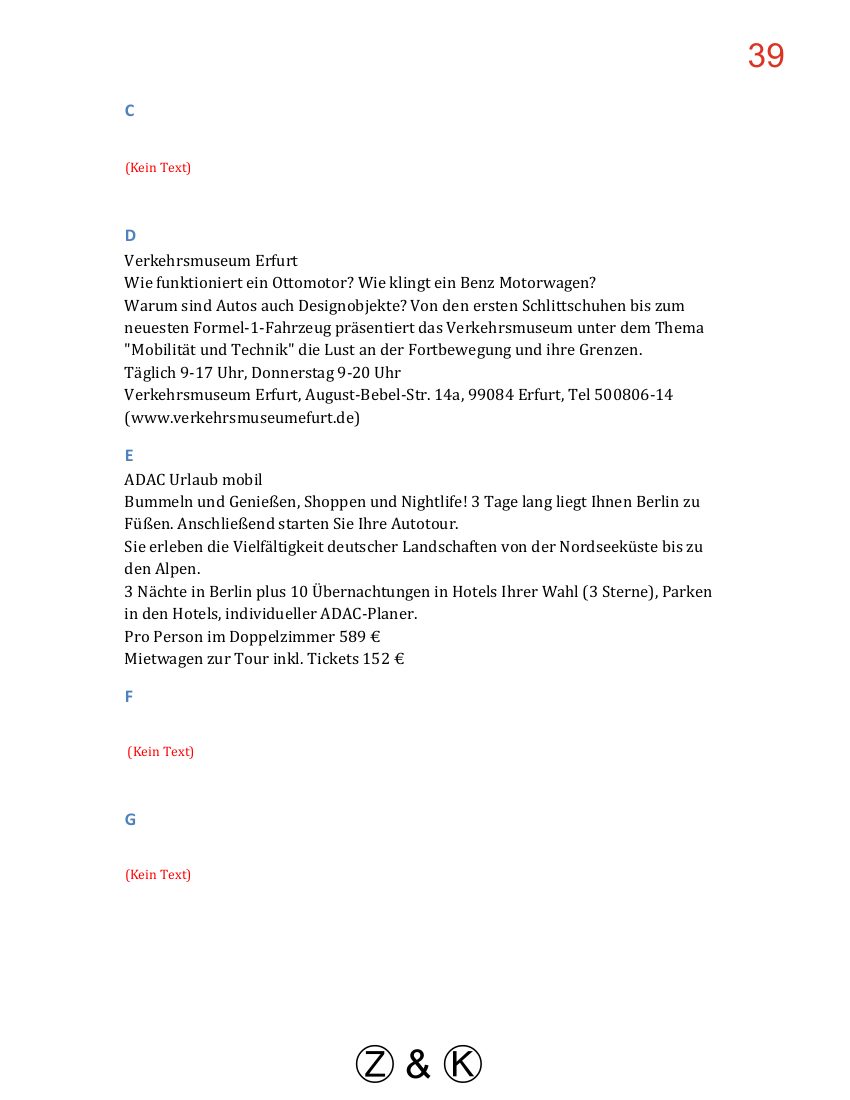 39
C
(Kein Text)
D
Verkehrsmuseum Erfurt
Wie funktioniert ein Ottomotor? Wie klingt ein Benz Motorwagen?
Warum sind Autos auch Designobjekte? Von den ersten Schlittschuhen bis zum
neuesten Formel-1-Fahrzeug präsentiert das Verkehrsmuseum unter dem Thema
"Mobilität und Technik" die Lust an der Fortbewegung und ihre Grenzen.
Täglich 9-17 Uhr, Donnerstag 9-20 Uhr
Verkehrsmuseum Erfurt, August-Bebel-Str. 14a, 99084 Erfurt, Tel 500806-14
(www.verkehrsmuseumefurt.de)
E
ADAC Urlaub mobil
Bummeln und Genießen, Shoppen und Nightlife! 3 Tage lang liegt Ihnen Berlin zu
Füßen. Anschließend starten Sie Ihre Autotour.
Sie erleben die Vielfältigkeit deutscher Landschaften von der Nordseeküste bis zu
den Alpen.
3 Nächte in Berlin plus 10 Übernachtungen in Hotels Ihrer Wahl (3 Sterne), Parken
in den Hotels, individueller ADAC-Planer.
Pro Person im Doppelzimmer 589 €
Mietwagen zur Tour inkl. Tickets 152 €
F
(Kein Text)
G
(Kein Text)
Ⓩ & Ⓚ